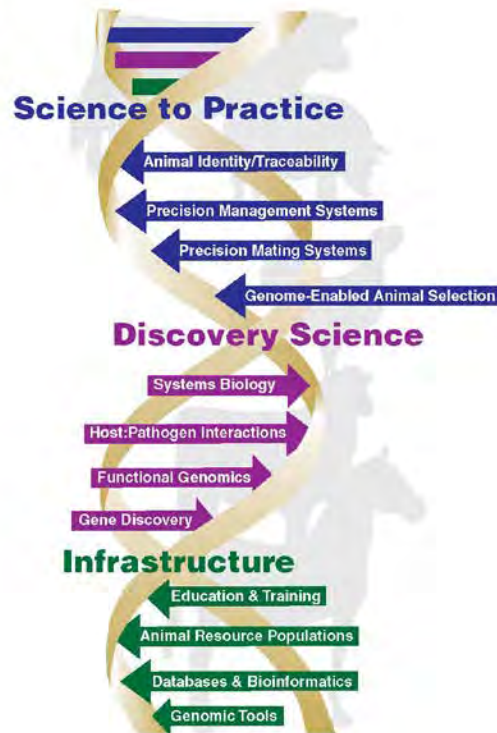 Science to Practice
Animal Identity/Traceability
Precision Management Systems
Precision Mating Systems
Genome-Enabled Animal Selection
Discovery Science
Systems Biology
Host:Pathogen Interactions
Functional Genomics
Gene Discovery
Infrastructure
Education & Training
Animal Resource Populations
Databases & Bioinformatics
Genomic Tools